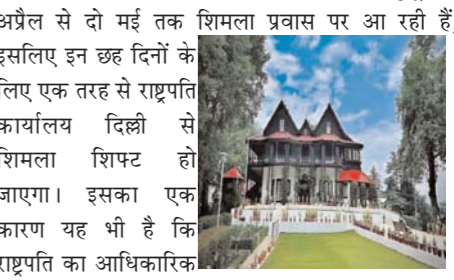 अप्रैल से दो मई तक शिमला प्रवास पर आ रही हैं,
इसलिए इन छह दिनों के
लिए एक तरह से राष्ट्रपति
कार्यालय दिल्ली से
शिमला शिफ्ट हो
जाएगा। इसका एक
कारण यह भी है कि
राष्ट्रपति का आधिकारिक